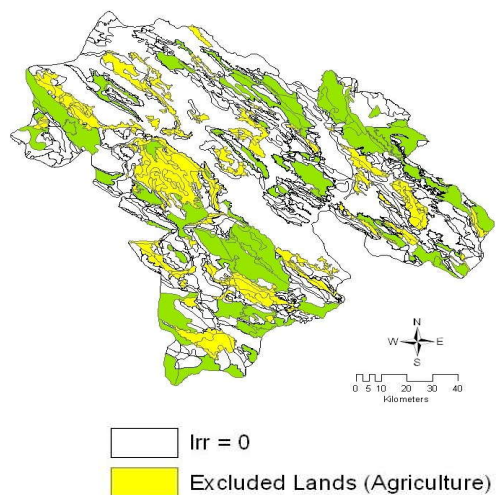 N
W E
S
0 5 10 20 30 40
Kilometers
Irr = 0
Excluded Lands (Agriculture)